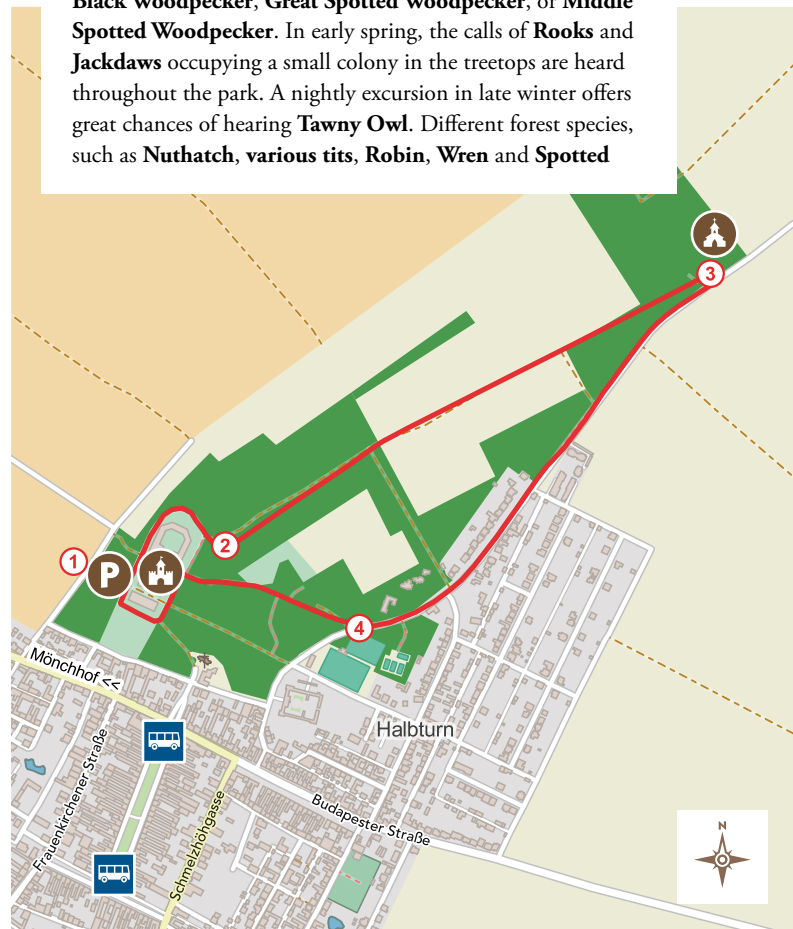 Black Woodpecker, Great Spotted Woodpecker, or Middle
Spotted Woodpecker. In early spring, the calls of Rooks and
Jackdaws occupying a small colony in the treetops are heard
throughout the park. A nightly excursion in late winter offers
great chances of hearing Tawny Owl. Different forest species,
such as Nuthatch, various tits, Robin, Wren and Spotted
3
2
1
P
4
Mönchhof <<
Halbturn
Frauenkirchener Straße
Schmelzhöhgasse
Budapester Straße
N